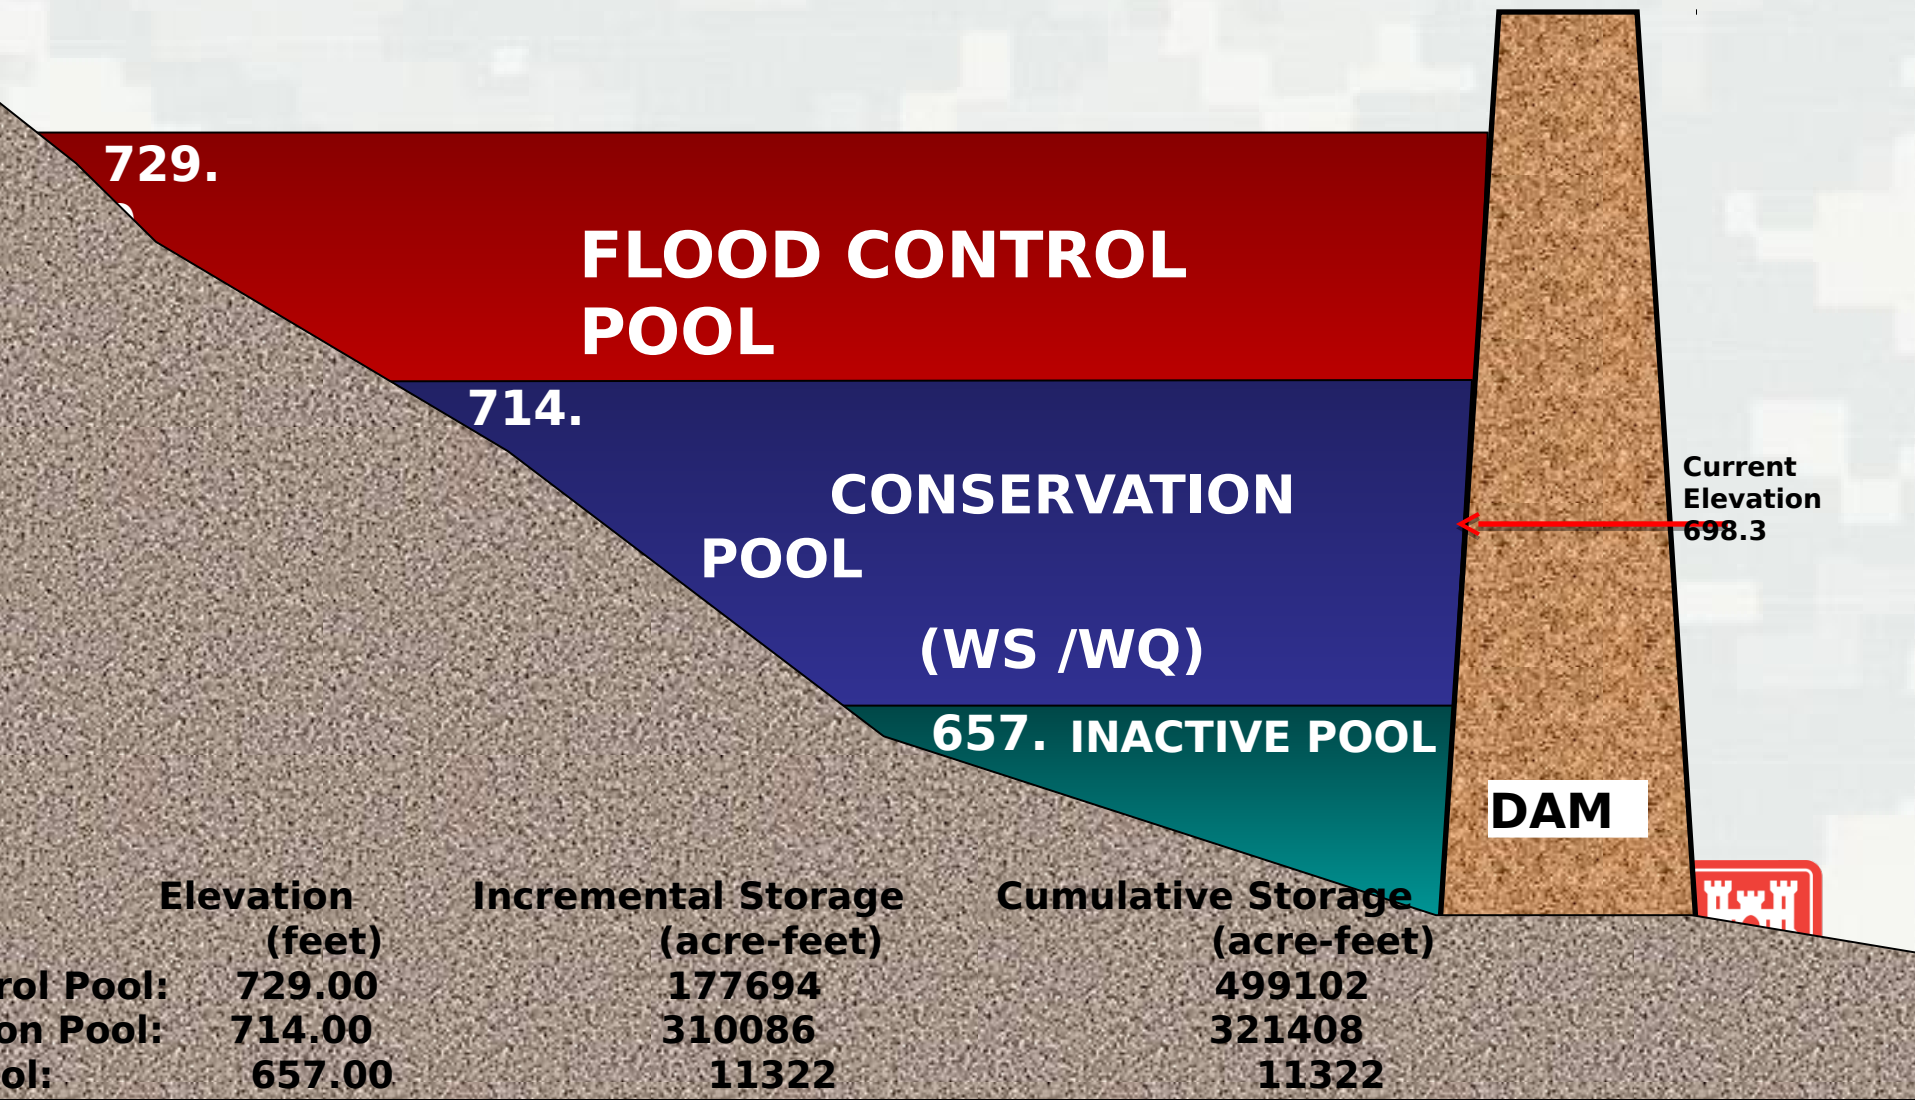 729.
FLOOD CONTROL
POOL
714.
CONSERVATION
POOL
(WS /WQ)
Current
Elevation
698.3
657. INACTIVE POOL
DAM
Elevation Incremental Storage Cumulative Storage
(feet) (acre-feet) (acre-feet)
rol Pool: 729.00 177694 499102
on Pool: 714.00 310086 321408
ol: 657.00 11322 11322